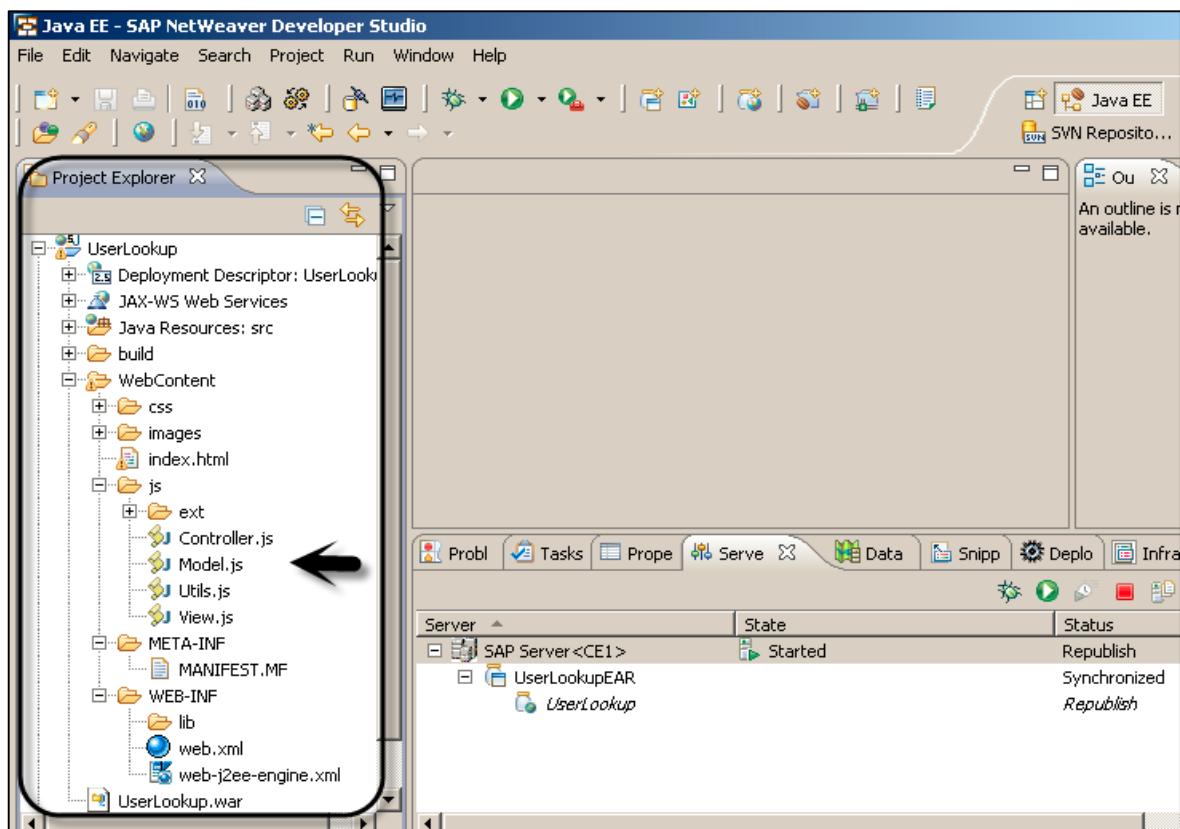 Java EE - SAP NetWeaver Developer Studio
File Edit Navigate Search Project Run Window Help
010
Java EE
SVN
SVN Reposito...
Project Explorer
Ou
An outline is
available.
UserLookup
2.5 Deployment Descriptor: UserLook
JAX-WS Web Services
Java Resources: src
build
WebContent
css
images
index.html
js
ext
Controller.js
Model.js
Utils.js
View.js
META-INF
MANIFEST.MF
WEB-INF
lib
web.xml
web-j2ee-engine.xml
UserLookup.war
Probl Tasks Prope Serve Data Snipp Deplo Infra
Server State Status
SAP Server<CE1> Started Republish
UserLookupEAR Synchronized
UserLookup Republish